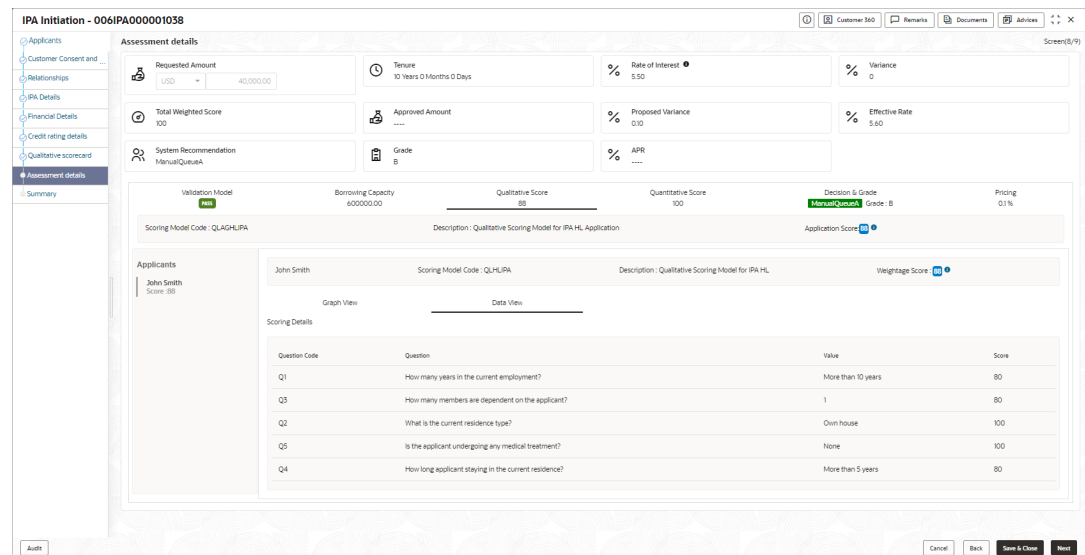 IPA Initiation - 006IPA000001038
Customer 360
Remarks
Documents
Advices
Applicants
Customer Consent and ...
Relationships
IPA Details
Financial Details
Credit rating details
Qualitative scorecard
Assessment details
Summary
Assessment details
Screen(8/9)
Requested Amount
USD 40,000.00
Tenure
10 Years 0 Months 0 Days
Rate of Interest
5.50
Variance
0
Total Weighted Score
100
Approved Amount
----
Proposed Variance
0.10
Effective Rate
5.60
System Recommendation
ManualQueueA
Grade
B
APR
----
Validation Model Borrowing Capacity Qualitative Score Quantitative Score Decision & Grade Pricing
PASS 600000.00 88 100 ManualQueueA Grade : B 0.1 %
Scoring Model Code : QLAGHLIPA Description : Qualitative Scoring Model for IPA HL Application Application Score: 88
Applicants
John Smith
Score :88
John Smith Scoring Model Code : QLHLIPA Description : Qualitative Scoring Model for IPA HL Weightage Score : 88
Graph View Data View
Scoring Details
Question Code Question Value Score
Q1 How many years in the current employment? More than 10 years 80
Q3 How many members are dependent on the applicant? 1 80
Q2 What is the current residence type? Own house 100
Q5 Is the applicant undergoing any medical treatment? None 100
Q4 How long applicant staying in the current residence? More than 5 years 80
Audit
Cancel Back Save & Close Next